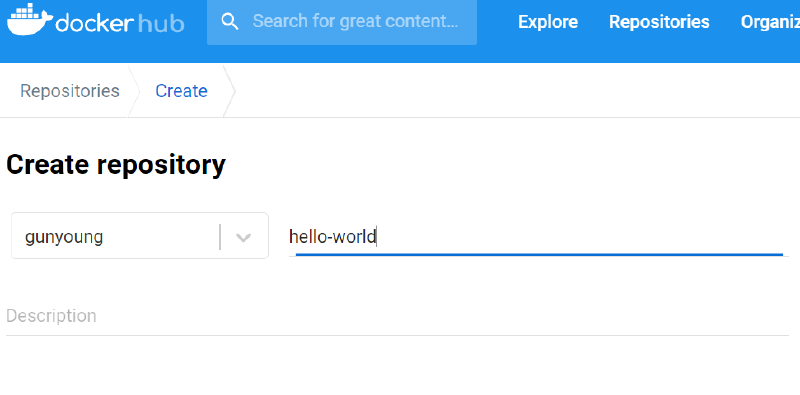 docker hub Search for great content... Explore Repositories Organiz
Repositories Create
Create repository
gunyoung hello-world
Description